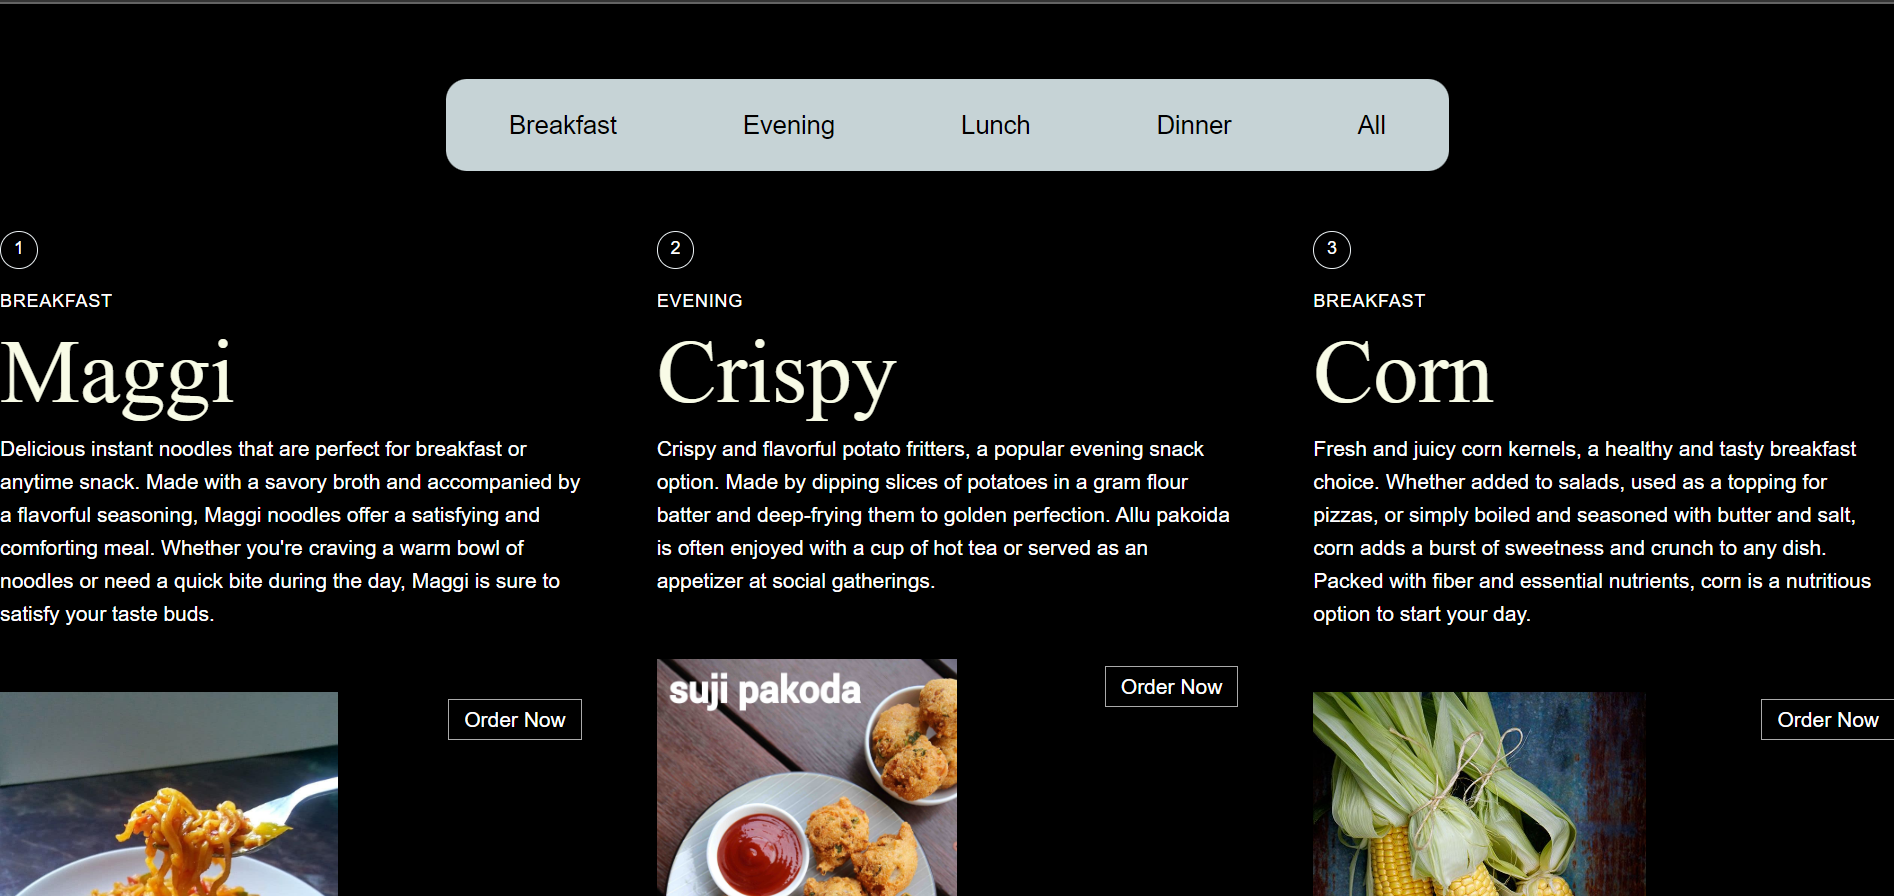 Breakfast Evening Lunch Dinner All
1
BREAKFAST
Maggi
Delicious instant noodles that are perfect for breakfast or
anytime snack. Made with a savory broth and accompanied by
a flavorful seasoning, Maggi noodles offer a satisfying and
comforting meal. Whether you're craving a warm bowl of
noodles or need a quick bite during the day, Maggi is sure to
satisfy your taste buds.
Order Now
2
EVENING
Crispy
Crispy and flavorful potato fritters, a popular evening snack
option. Made by dipping slices of potatoes in a gram flour
batter and deep-frying them to golden perfection. Allu pakoida
is often enjoyed with a cup of hot tea or served as an
appetizer at social gatherings.
suji pakoda
Order Now
3
BREAKFAST
Corn
Fresh and juicy corn kernels, a healthy and tasty breakfast
choice. Whether added to salads, used as a topping for
pizzas, or simply boiled and seasoned with butter and salt,
corn adds a burst of sweetness and crunch to any dish.
Packed with fiber and essential nutrients, corn is a nutritious
option to start your day.
Order Now